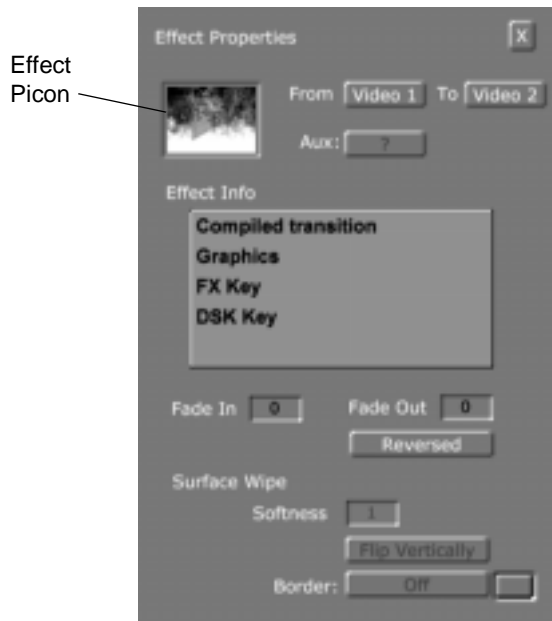 Effect Properties
X
Effect
Picon
From Video 1 To Video 2
Aux: ?
Effect Info
Compiled transition
Graphics
FX Key
DSK Key
Fade In 0 Fade Out 0
Reversed
Surface Wipe
Softness 1
Flip Vertically
Border: Off